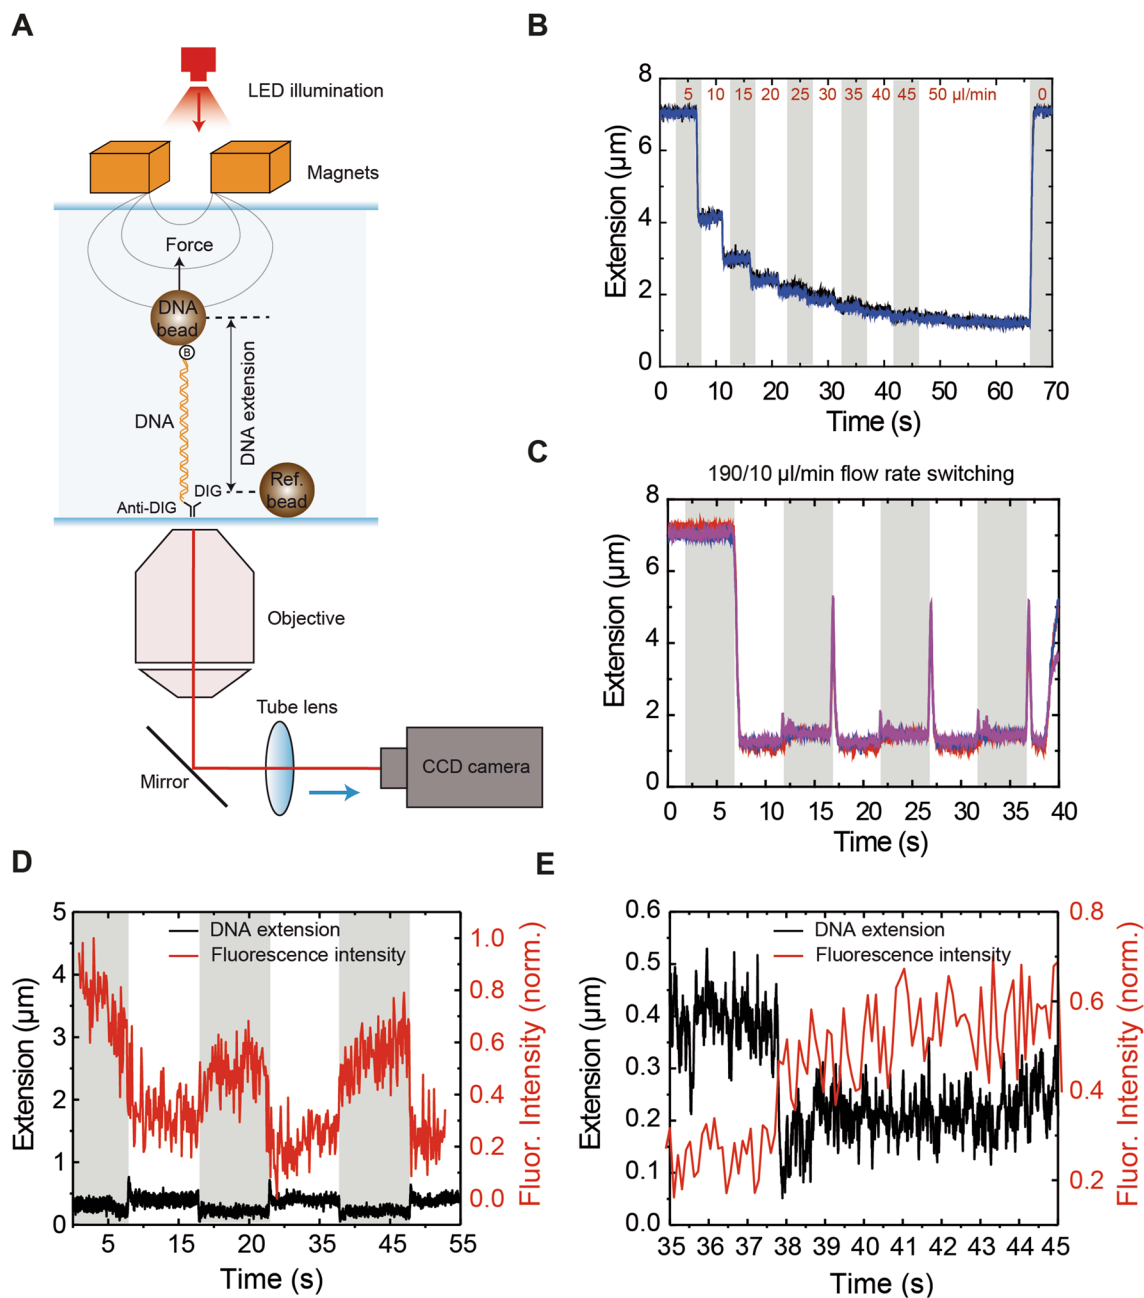 A
LED illumination
Magnets
Force
DNA
bead
B
DNA extension
DNA
DIG
Ref.
bead
Anti-DIG
Objective
Tube lens
CCD camera
Mirror
B
8
6
4
2
0
Extension (μm)
5 10 15 20 25 30 35 40 45 50 μl/min 0
0 10 20 30 40 50 60 70
Time (s)
C
190/10 μl/min flow rate switching
8
6
4
2
0
Extension (μm)
0 5 10 15 20 25 30 35 40
Time (s)
D
5
4
3
2
1
0
Extension (μm)
DNA extension
Fluorescence intensity
1.0
0.8
0.6
0.4
0.2
0.0
Fluor. Intensity (norm.)
5 15 23 35 45 55
Time (s)
E
0.6
0.5
0.4
0.3
0.2
0.1
0.0
Extension (μm)
DNA extension
Fluorescence intensity
0.8
0.6
0.4
0.2
Fluor. Intensity (norm.)
35 36 37 38 39 40 41 42 43 44 45
Time (s)